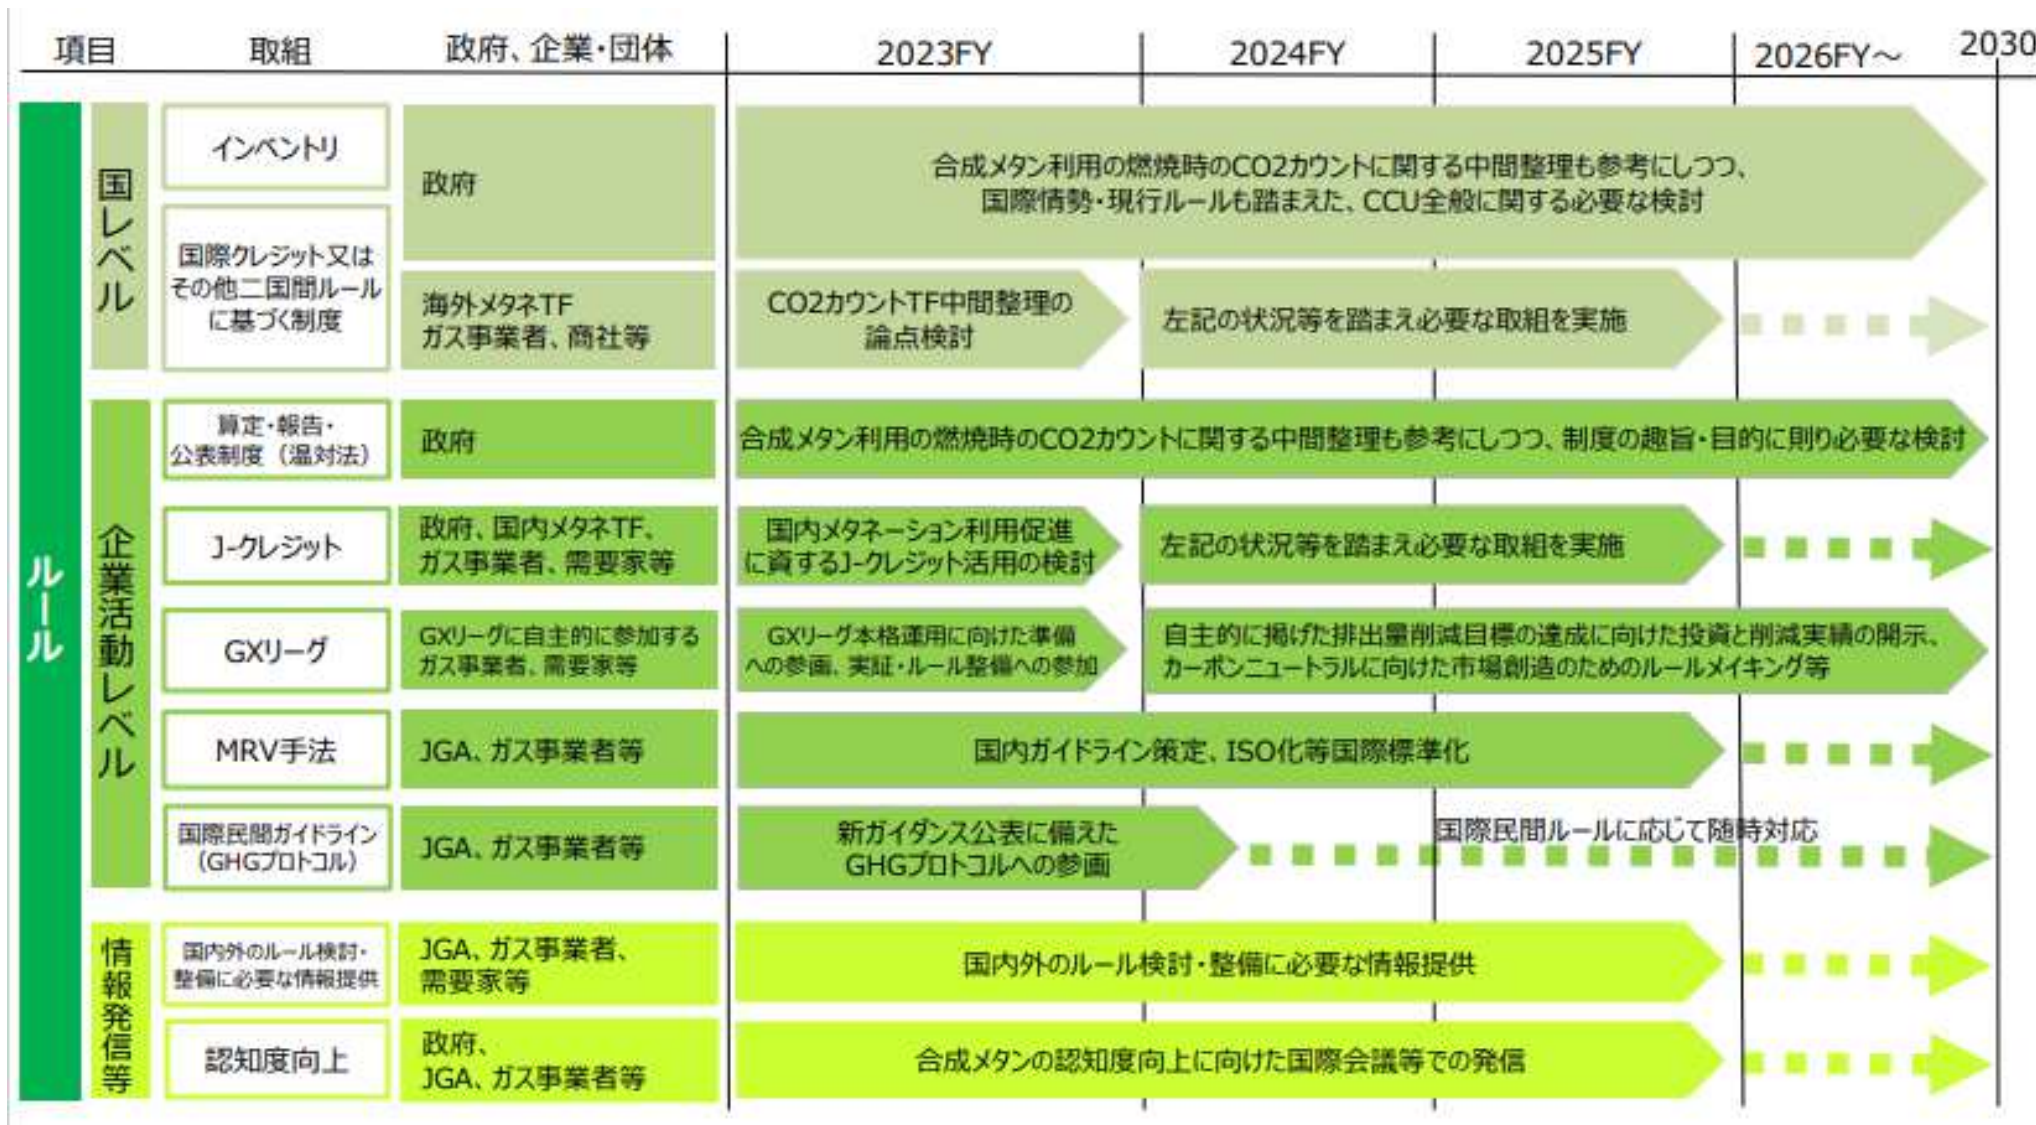 項目
取組
政府、企業・団体
2023FY
2024FY
2025FY
2026FY～
2030
ルール
国レベル
インベントリ
政府
合成メタン利用の燃焼時のCO2カウントに関する中間整理も参考にしつつ、
国際情勢・現行ルールも踏まえた、CCU全般に関する必要な検討
国際クレジット又は
その他二国間ルール
に基づく制度
海外メタネTF
ガス事業者、商社等
CO2カウントTF中間整理の
論点検討
左記の状況等を踏まえ必要な取組を実施
企業活動レベル
算定・報告・
公表制度（温対法）
政府
合成メタン利用の燃焼時のCO2カウントに関する中間整理も参考にしつつ、制度の趣旨・目的に則り必要な検討
J-クレジット
政府、国内メタネTF、
ガス事業者、需要家等
国内メタネーション利用促進
に資するJ-クレジット活用の検討
左記の状況等を踏まえ必要な取組を実施
GXリーグ
GXリーグに自主的に参加する
ガス事業者、需要家等
GXリーグ本格運用に向けた準備
への参画、実証・ルール整備への参加
自主的に掲げた排出量削減目標の達成に向けた投資と削減実績の開示、
カーボンニュートラルに向けた市場創造のためのルールメイキング等
MRV手法
JGA、ガス事業者等
国内ガイドライン策定、ISO化等国際標準化
国際民間ガイドライン
（GHGプロトコル）
JGA、ガス事業者等
新ガイダンス公表に備えた
GHGプロトコルへの参画
国際民間ルールに応じて随時対応
情報発信等
国内外のルール検討・
整備に必要な情報提供
JGA、ガス事業者、
需要家等
国内外のルール検討・整備に必要な情報提供
認知度向上
政府、
JGA、ガス事業者等
合成メタンの認知度向上に向けた国際会議等での発信